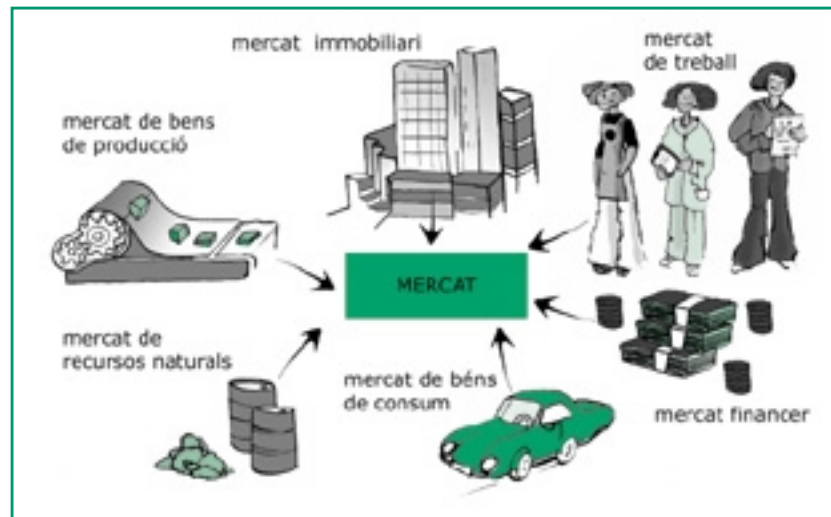 mercat immobiliari
mercat
de treball
mercat de bens
de producció
MERCAT
mercat de
recursos naturals
mercat de béns
de consum
mercat financer